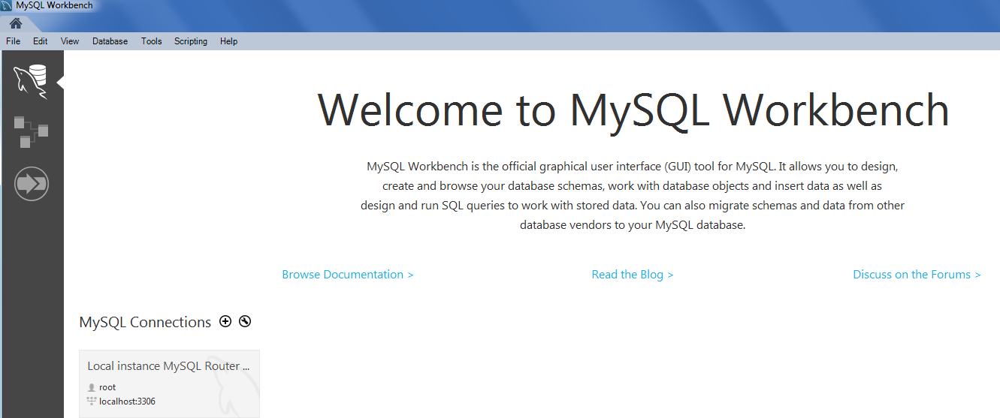 MySQL Workbench
File Edit View Database Tools Scripting Help
Welcome to MySQL Workbench
MySQL Workbench is the official graphical user interface (GUI) tool for MySQL. It allows you to design,
create and browse your database schemas, work with database objects and insert data as well as
design and run SQL queries to work with stored data. You can also migrate schemas and data from other
database vendors to your MySQL database.
Browse Documentation > Read the Blog > Discuss on the Forums >
MySQL Connections
Local instance MySQL Router ...
root
localhost:3306